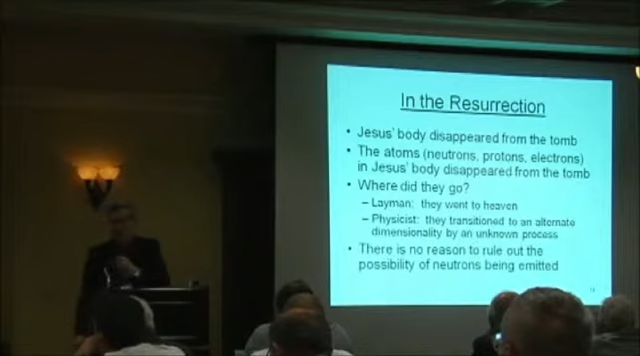 In the Resurrection
• Jesus' body disappeared from the tomb
• The atoms (neutrons, protons, electrons)
in Jesus' body disappeared from the tomb
• Where did they go?
– Layman: they went to heaven
– Physicist: they transitioned to an alternate
dimensionality by an unknown process
• There is no reason to rule out the
possibility of neutrons being emitted